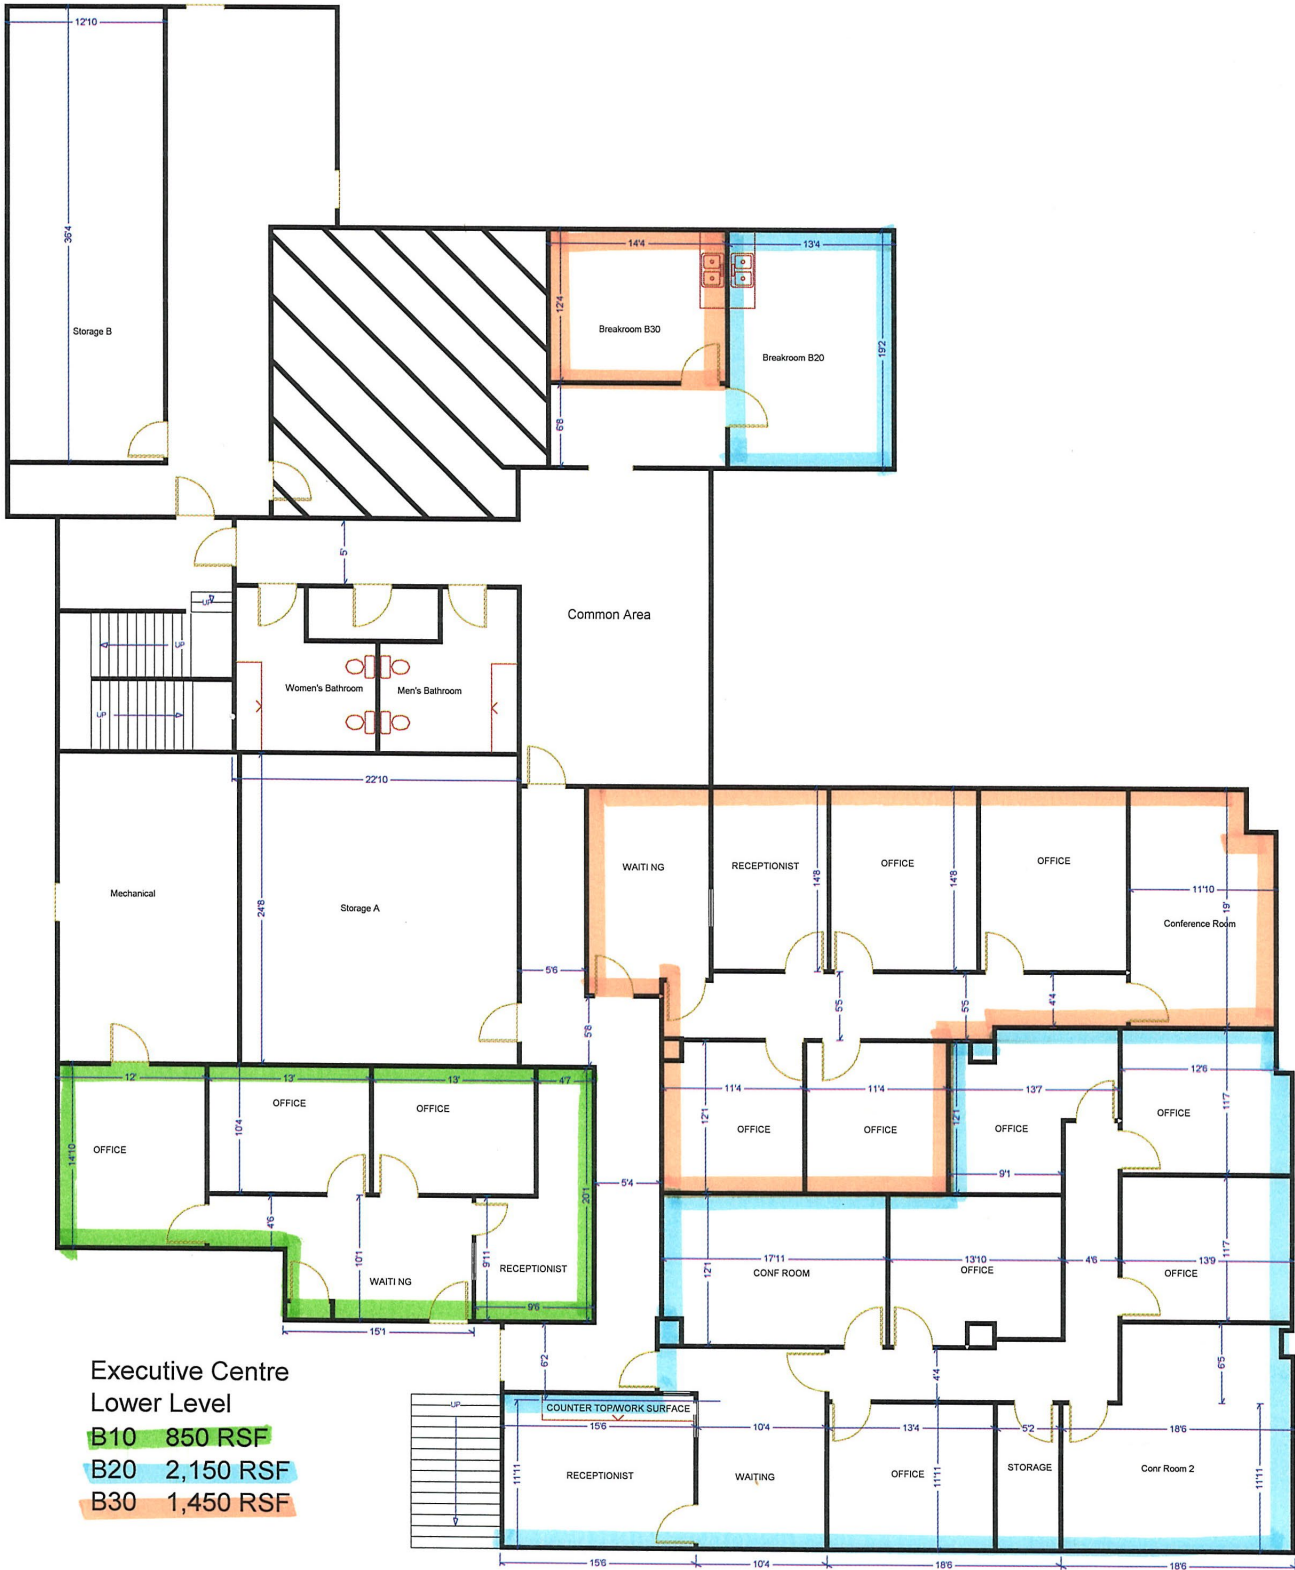 12'10
36'4
Storage B
14'4
13'4
12'4
Breakroom B30
19'2
Breakroom B20
6'8
5'
UP
Common Area
UP
Women's Bathroom
Men's Bathroom
UP
22'10
WAITI NG
RECEPTIONIST
14'8
OFFICE
14'8
OFFICE
11'10
19'
Mechanical
24'8
Storage A
Conference Room
5'6
5'8
5'5
5'5
4'4
12'
13'
13'
4'7
11'4
11'4
13'7
12'6
OFFICE
OFFICE
10'4
12'1
12'1
11'7
OFFICE
14'10
OFFICE
OFFICE
OFFICE
OFFICE
9'1
5'4
20'1
4'6
10'1
9'11
WAITI NG
RECEPTIONIST
9'6
15'1
17'11
13'10
4'6
13'9
11'7
12'1
CONF ROOM
OFFICE
OFFICE
6'2
4'4
6'5
Executive Centre
Lower Level
B10 850 RSF
B20 2,150 RSF
B30 1,450 RSF
UP
COUNTER TOP/WORK SURFACE
15'6
10'4
13'4
5'2
18'6
11'11
RECEPTIONIST
WAITING
OFFICE
11'11
STORAGE
Conr Room 2
11'11
15'6
10'4
18'6
18'6